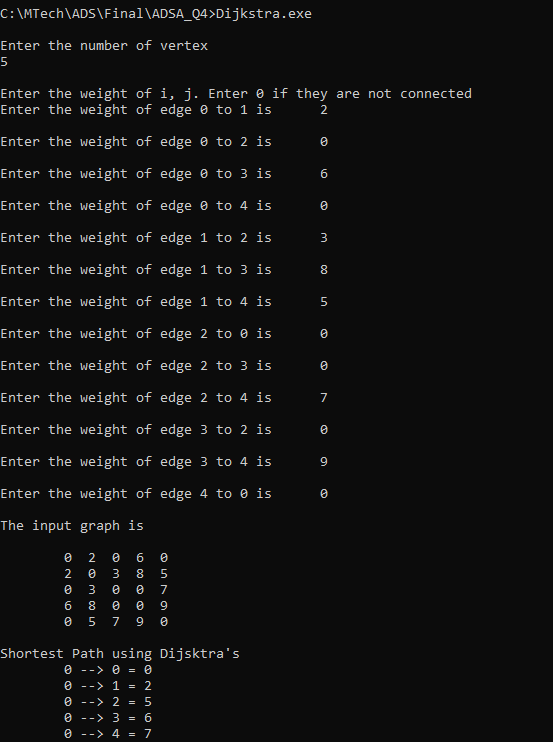 C:\MTech\ADS\Final\ADSA_Q4>Dijkstra.exe
Enter the number of vertex
5
Enter the weight of i, j. Enter 0 if they are not connected
Enter the weight of edge 0 to 1 is 2
Enter the weight of edge 0 to 2 is 0
Enter the weight of edge 0 to 3 is 6
Enter the weight of edge 0 to 4 is 0
Enter the weight of edge 1 to 2 is 3
Enter the weight of edge 1 to 3 is 8
Enter the weight of edge 1 to 4 is 5
Enter the weight of edge 2 to 0 is 0
Enter the weight of edge 2 to 3 is 0
Enter the weight of edge 2 to 4 is 7
Enter the weight of edge 3 to 2 is 0
Enter the weight of edge 3 to 4 is 9
Enter the weight of edge 4 to 0 is 0
The input graph is
0 2 0 6 0
2 0 3 8 5
0 3 0 0 7
6 8 0 0 9
0 5 7 9 0
Shortest Path using Dijsktra's
0 --> 0 = 0
0 --> 1 = 2
0 --> 2 = 5
0 --> 3 = 6
0 --> 4 = 7